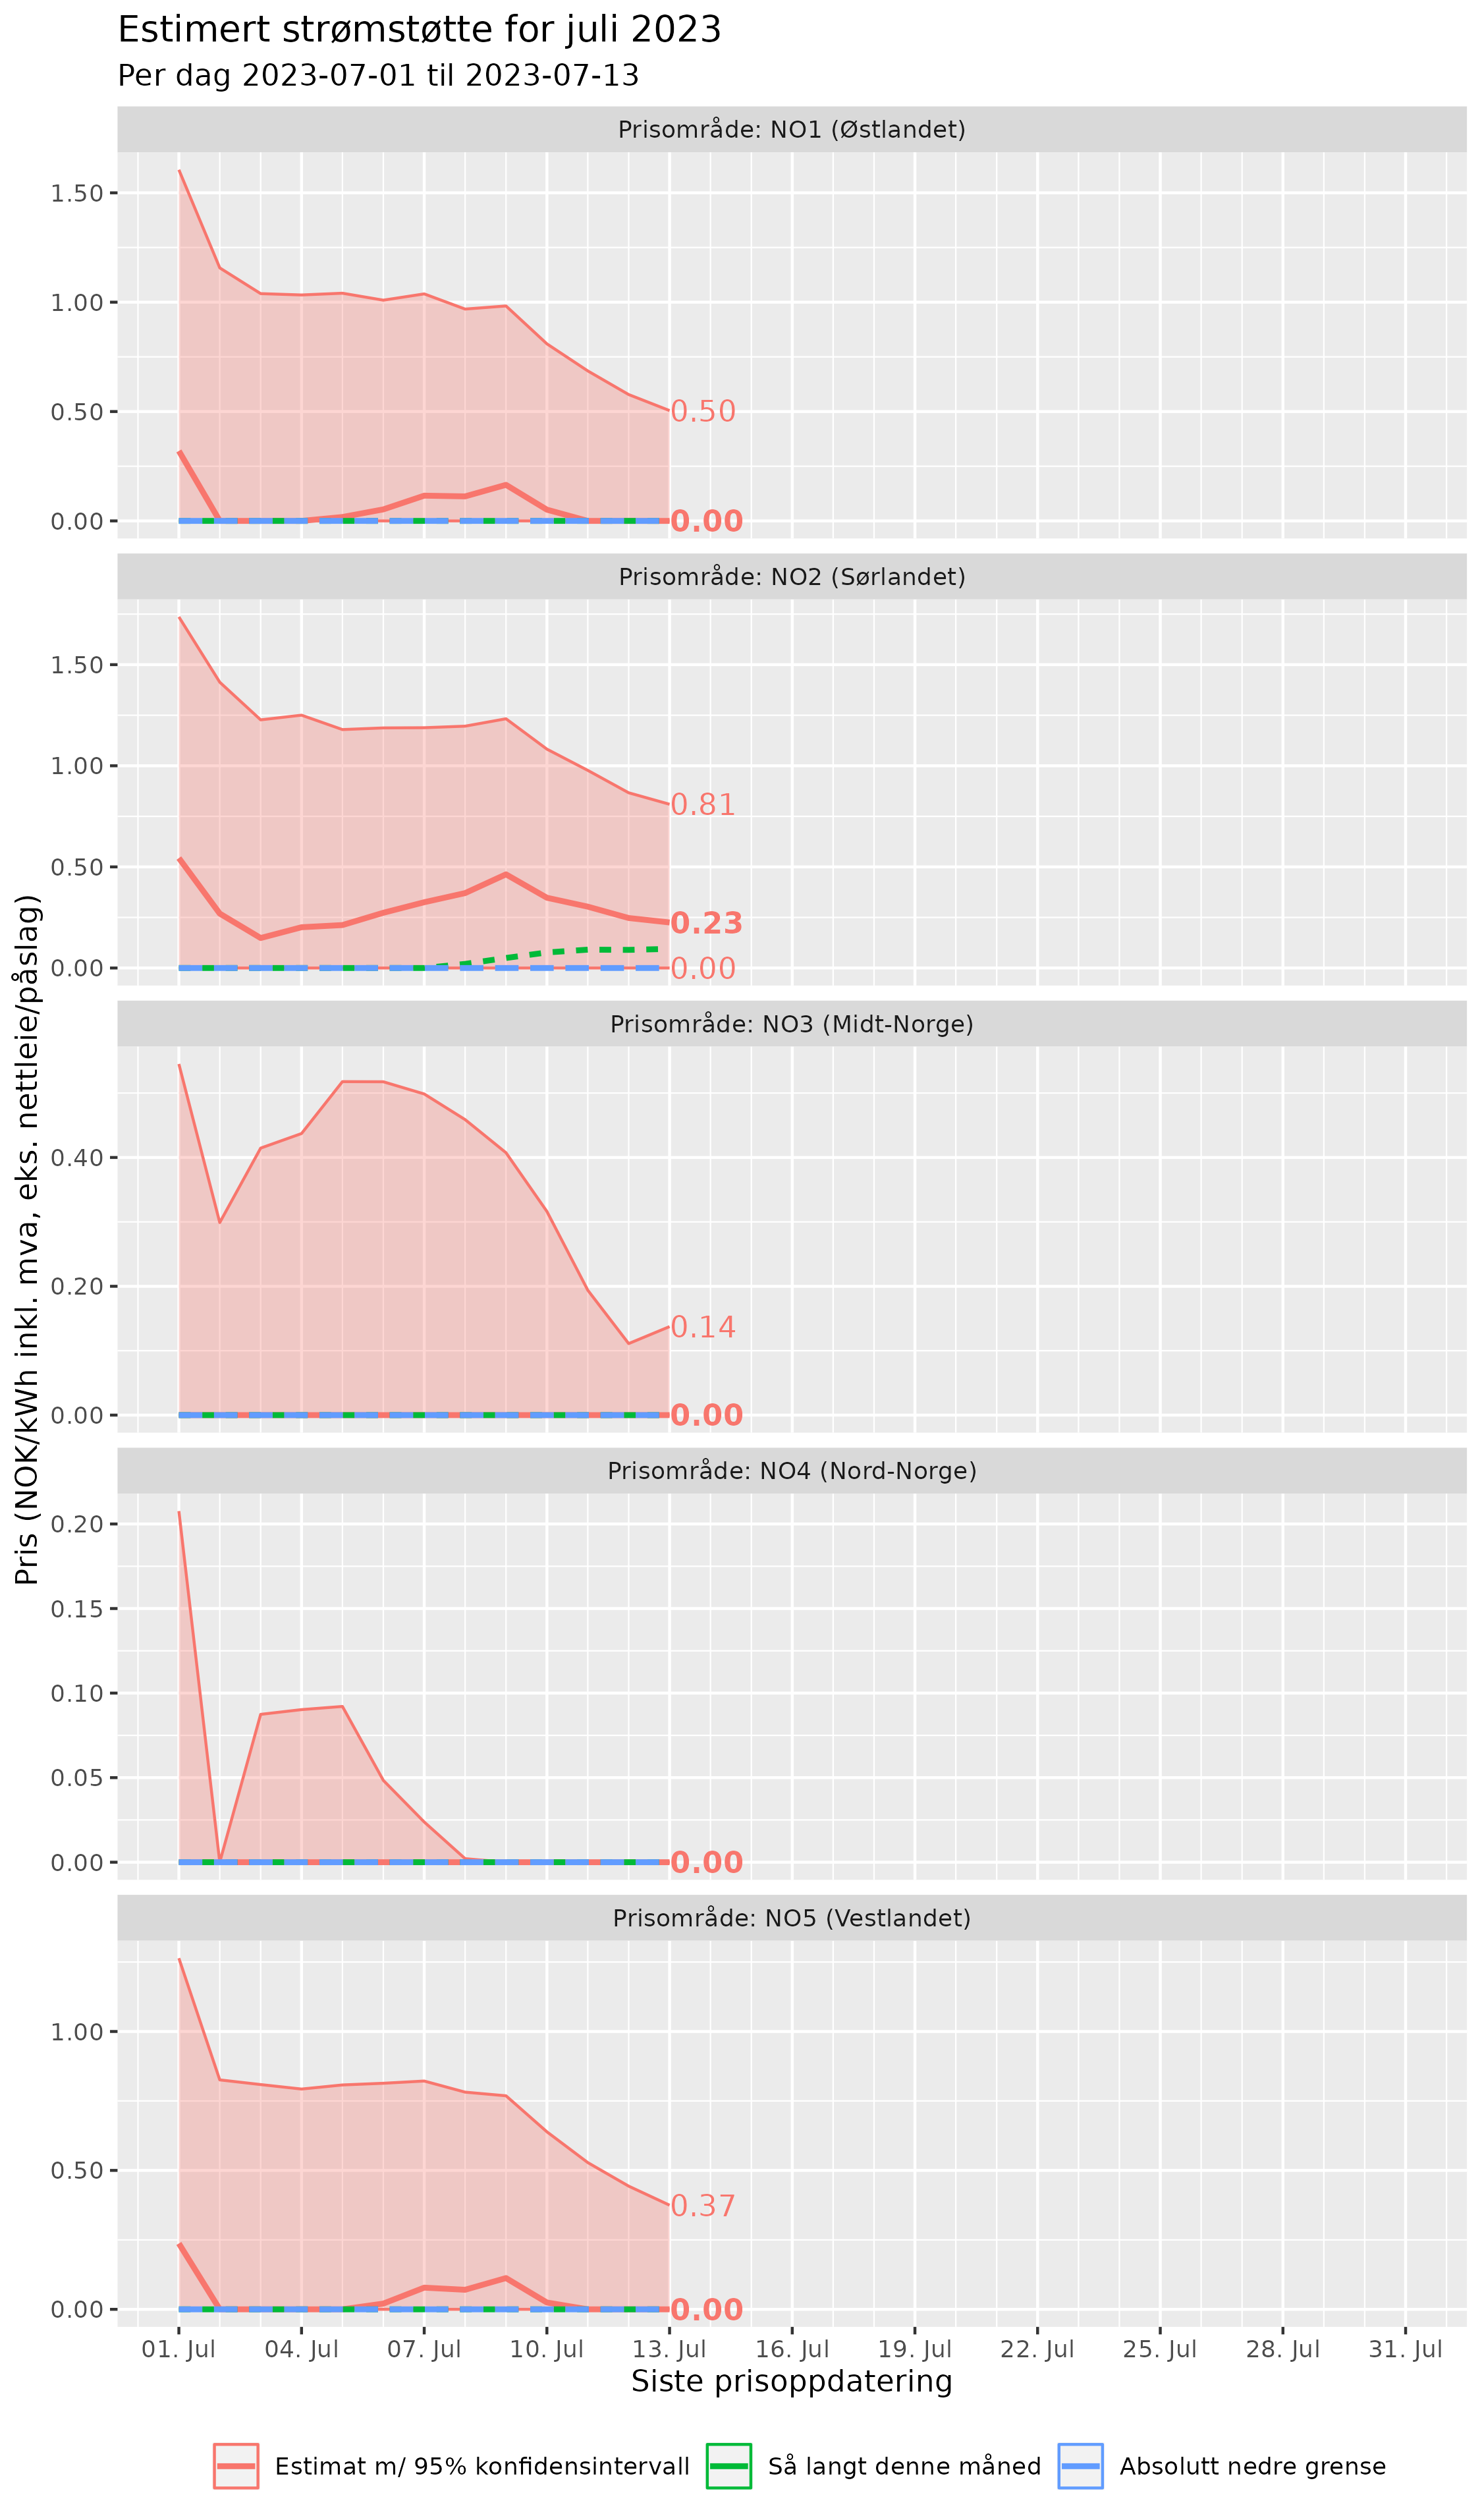 Estimert strømstøtte for juli 2023
Per dag 2023-07-01 til 2023-07-13
Pris (NOK/kWh inkl. mva, eks. nettleie/påslag)
Prisområde: NO1 (Østlandet)
1.50
1.00
0.50
0.00
0.50
0.00
Prisområde: NO2 (Sørlandet)
1.50
1.00
0.50
0.00
0.81
0.23
0.00
Prisområde: NO3 (Midt-Norge)
0.40
0.20
0.00
0.14
0.00
Prisområde: NO4 (Nord-Norge)
0.20
0.15
0.10
0.05
0.00
0.00
Prisområde: NO5 (Vestlandet)
1.00
0.50
0.00
0.37
0.00
01. Jul 04. Jul 07. Jul 10. Jul 13. Jul 16. Jul 19. Jul 22. Jul 25. Jul 28. Jul 31. Jul
Siste prisoppdatering
Estimat m/ 95% konfidensintervall Så langt denne måned Absolutt nedre grense